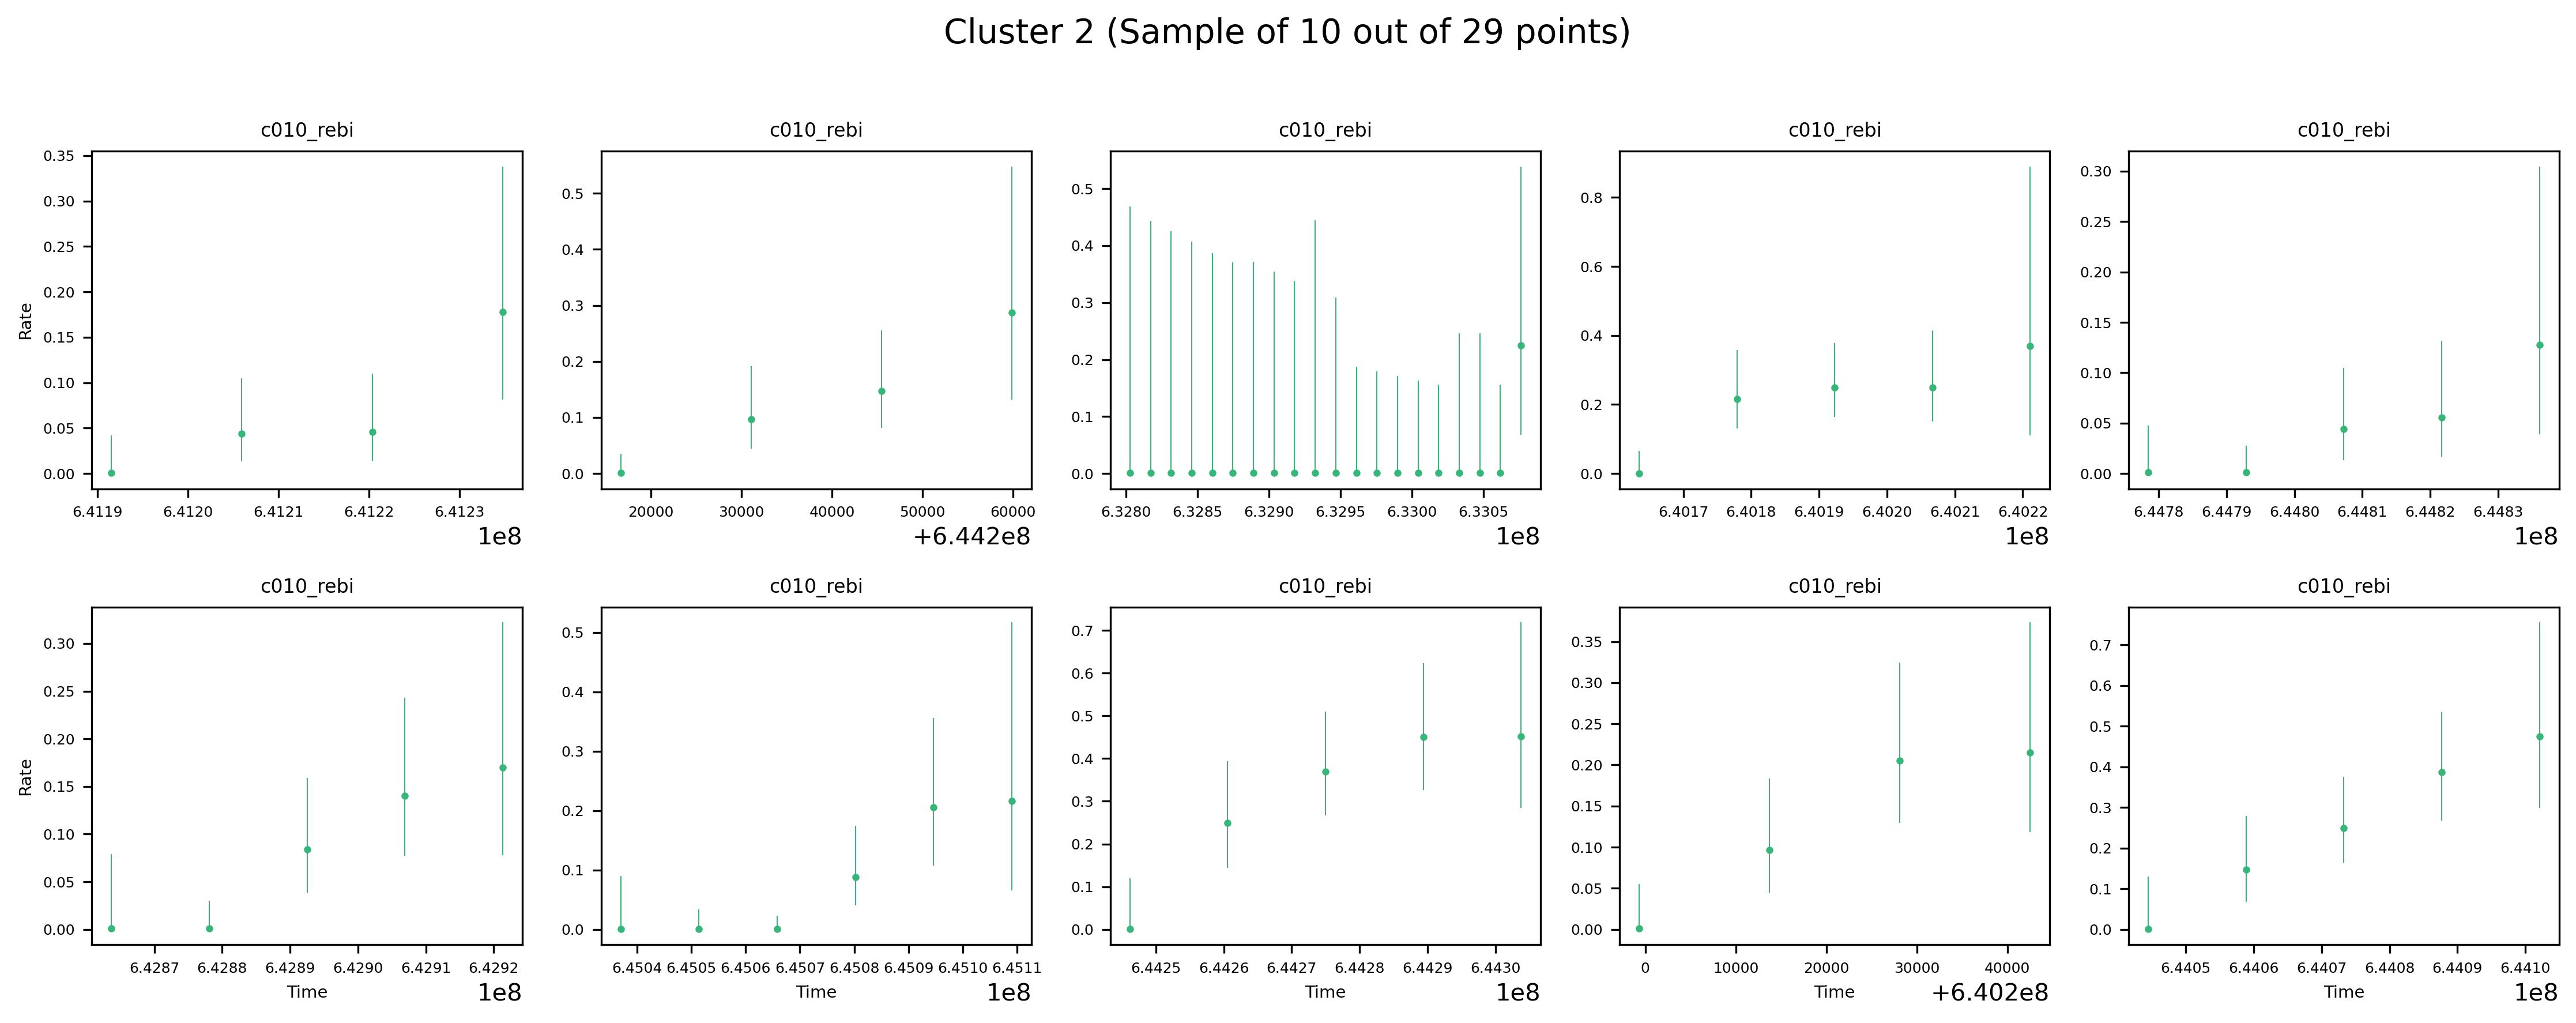 Cluster 2 (Sample of 10 out of 29 points)
c010_rebi c010_rebi c010_rebi c010_rebi c010_rebi
Rate
0.35
0.30
0.25
0.20
0.15
0.10
0.05
0.00
6.4119 6.4120 6.4121 6.4122 6.4123
1e8
0.5
0.4
0.3
0.2
0.1
0.0
20000 30000 40000 50000 60000
+6.442e8
0.5
0.4
0.3
0.2
0.1
0.0
6.3280 6.3285 6.3290 6.3295 6.3300 6.3305
1e8
0.8
0.6
0.4
0.2
0.0
6.4017 6.4018 6.4019 6.4020 6.4021 6.4022
1e8
0.30
0.25
0.20
0.15
0.10
0.05
0.00
6.4478 6.4479 6.4480 6.4481 6.4482 6.4483
1e8
c010_rebi c010_rebi c010_rebi c010_rebi c010_rebi
Rate
0.30
0.25
0.20
0.15
0.10
0.05
0.00
6.4287 6.4288 6.4289 6.4290 6.4291 6.4292
Time
1e8
0.5
0.4
0.3
0.2
0.1
0.0
6.4504 6.4505 6.4506 6.4507 6.4508 6.4509 6.4510 6.4511
Time
1e8
0.7
0.6
0.5
0.4
0.3
0.2
0.1
0.0
6.4425 6.4426 6.4427 6.4428 6.4429 6.4430
Time
1e8
0.35
0.30
0.25
0.20
0.15
0.10
0.05
0.00
0 10000 20000 30000 40000
Time
+6.402e8
0.7
0.6
0.5
0.4
0.3
0.2
0.1
0.0
6.4405 6.4406 6.4407 6.4408 6.4409 6.4410
Time
1e8